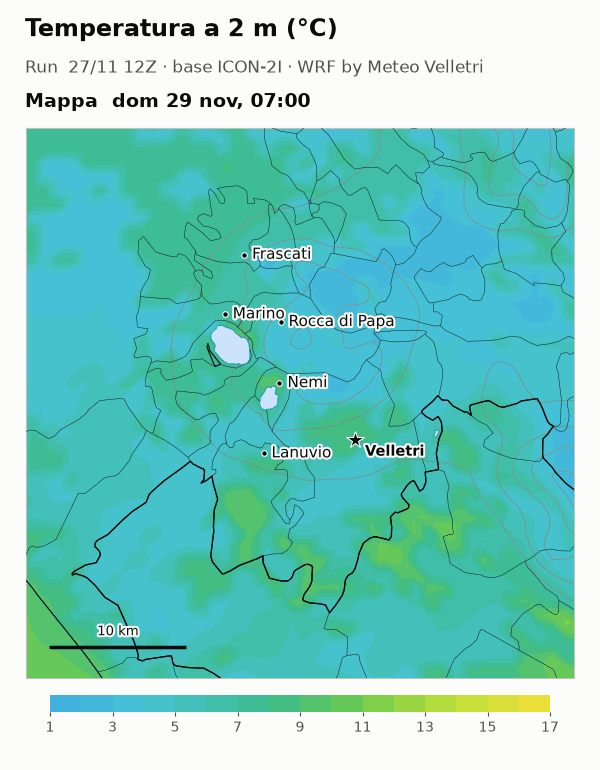 Temperatura a 2 m (°C)
Run  27/11 12Z · base ICON-2I · WRF by Meteo Velletri
Mappa  dom 29 nov, 07:00
Frascati
Marino
Rocca di Papa
Nemi
Velletri
Lanuvio
10 km
1 3 5 7 9 11 13 15 17